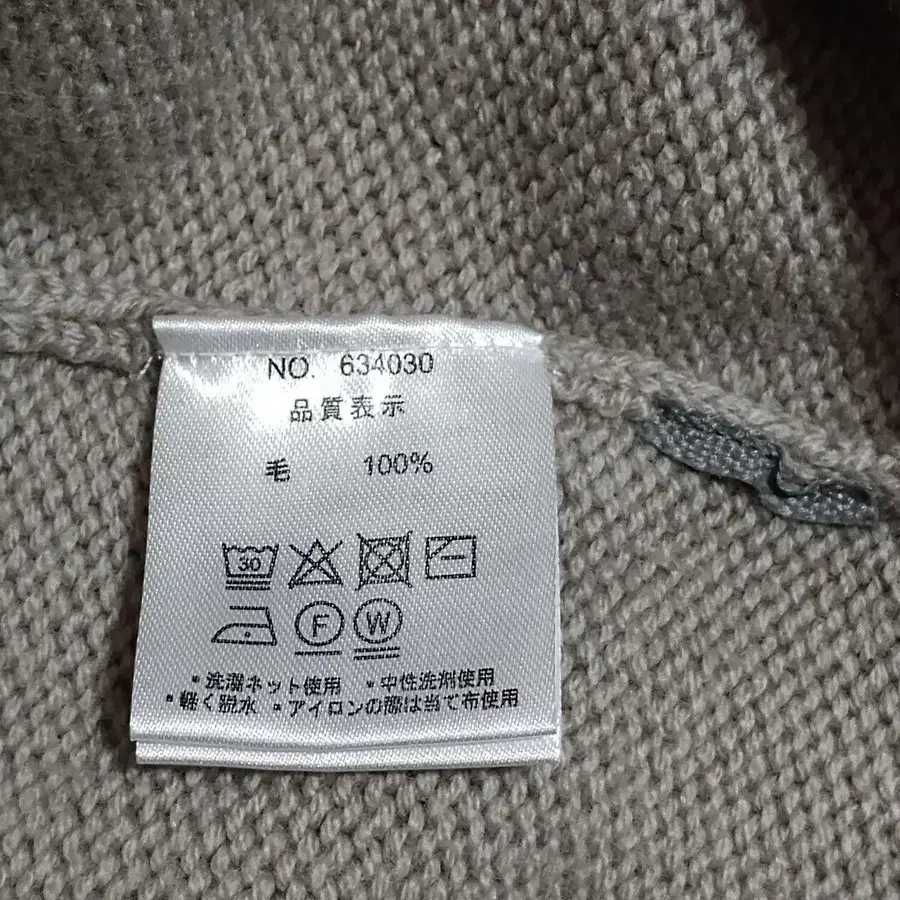 NO. 634030
品質表示
毛 100%
30
F W
・洗濯ネット使用 ・中性洗剤使用
・軽く脱水 ・アイロンの際は当て布使用